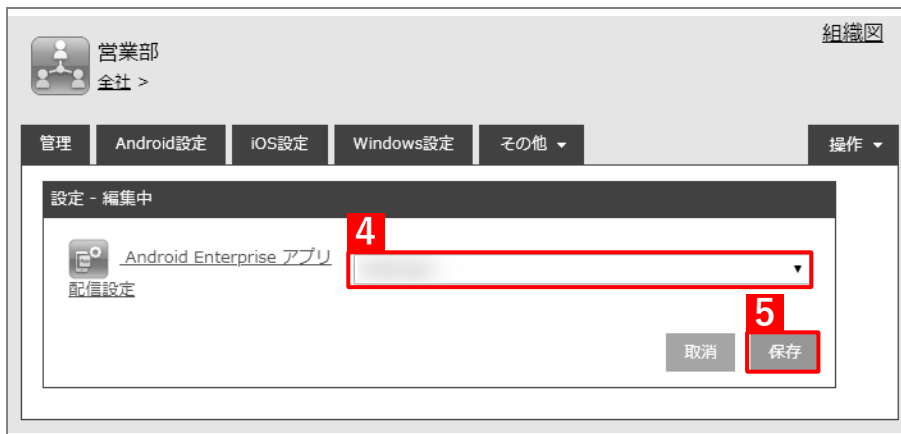 組織図
営業部
全社 >
管理 Android設定 iOS設定 Windows設定 その他 ▼ 操作 ▼
設定 - 編集中
4
Android Enterprise アプリ
配信設定
5
取消 保存